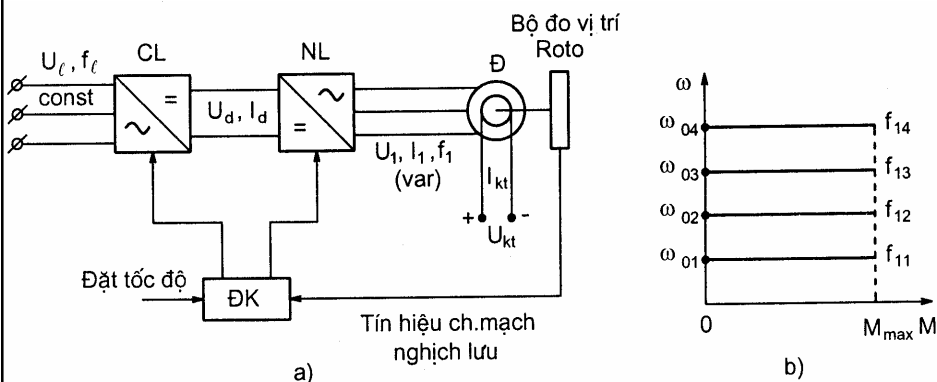 Bộ đo vị trí
Roto
CL
NL
Đ
Uℓ, fℓ
const
=
~
Ud, Id
~
=
U1, I1, f1
(var)
Ikt
+ -
Ukt
Đặt tốc độ
ĐK
Tín hiệu ch.mạch
nghịch lưu
a)
ω
ω04 f14
ω03 f13
ω02 f12
ω01 f11
0 Mmax M
b)